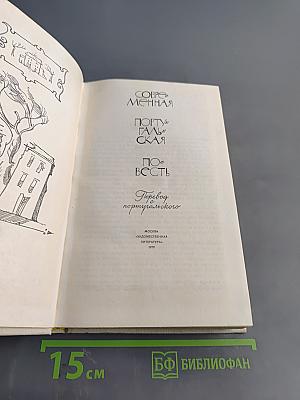 СОВРЕ-
МЕННАЯ
ПОРТУ-
ГАЛЬ-
СКАЯ
ПО-
ВЕСТЬ
Перевод
с
португальского
МОСКВА
«ХУДОЖЕСТВЕННАЯ
ЛИТЕРАТУРА»
15 см
БФ БИБЛИОФАН